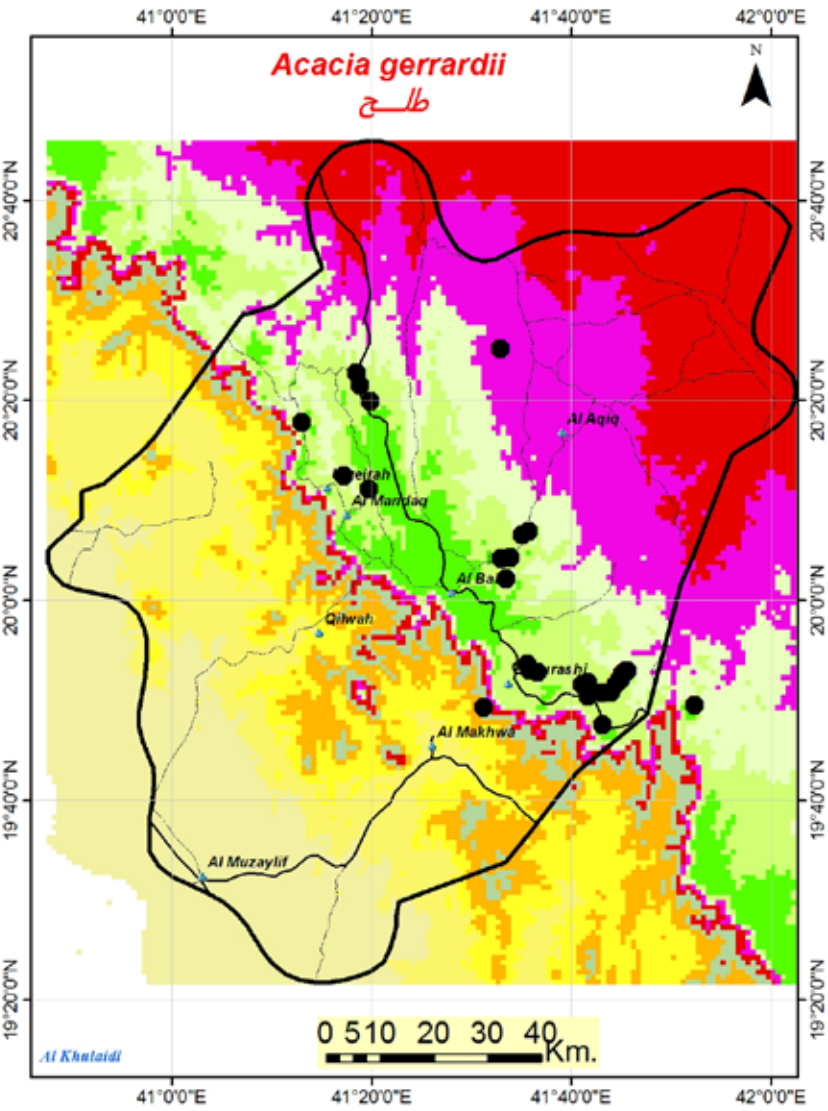 41°0'0"E 41°20'0"E 41°40'0"E 42°0'0"E
Acacia gerrardii
طلح
N
20°40'0"N 20°40'0"N
20°20'0"N 20°20'0"N
Al Aqiq
Al Mandaq
Al Ba
20°0'0"N 20°0'0"N
Qilwah
urashi
Al Makhwa
19°40'0"N 19°40'0"N
Al Muzaylif
19°20'0"N 19°20'0"N
0 5 10 20 30 40 Km.
Al Khulaidi
41°0'0"E 41°20'0"E 41°40'0"E 42°0'0"E